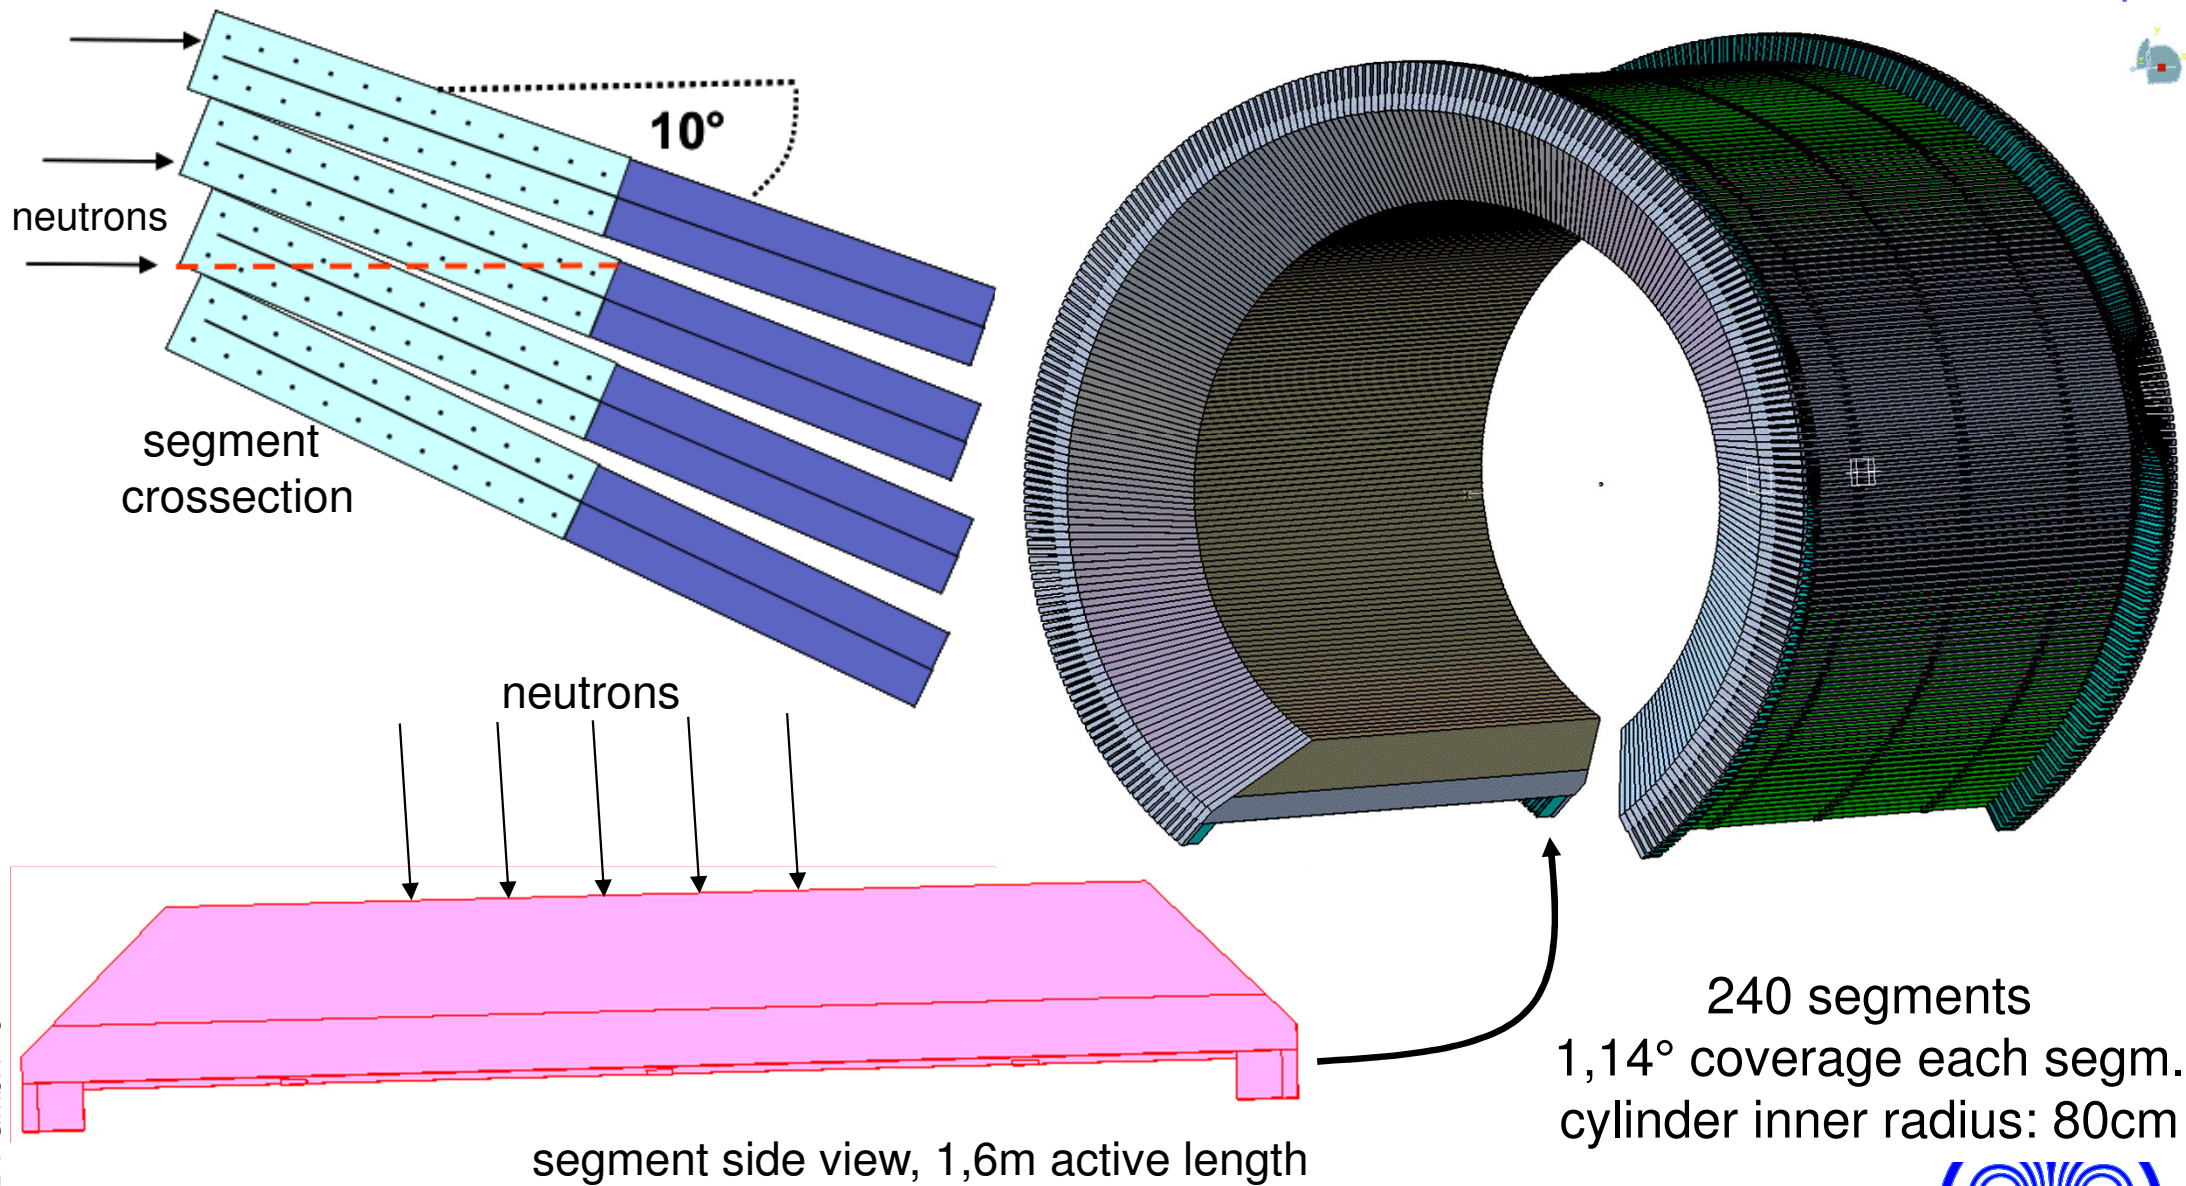 10°
neutrons
segment
crossection
neutrons
240 segments
1,14° coverage each segm.
cylinder inner radius: 80cm
segment side view, 1,6m active length